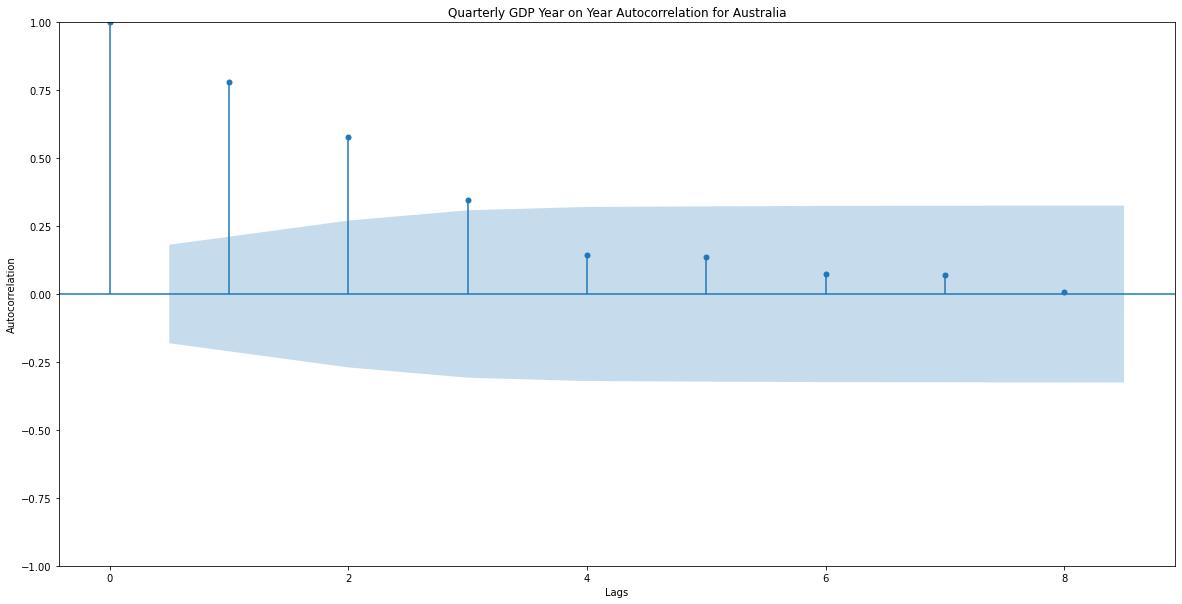 Quarterly GDP Year on Year Autocorrelation for Australia
1.00
0.75
0.50
0.25
0.00
−0.25
−0.50
−0.75
−1.00
Autocorrelation
0 2 4 6 8
Lags